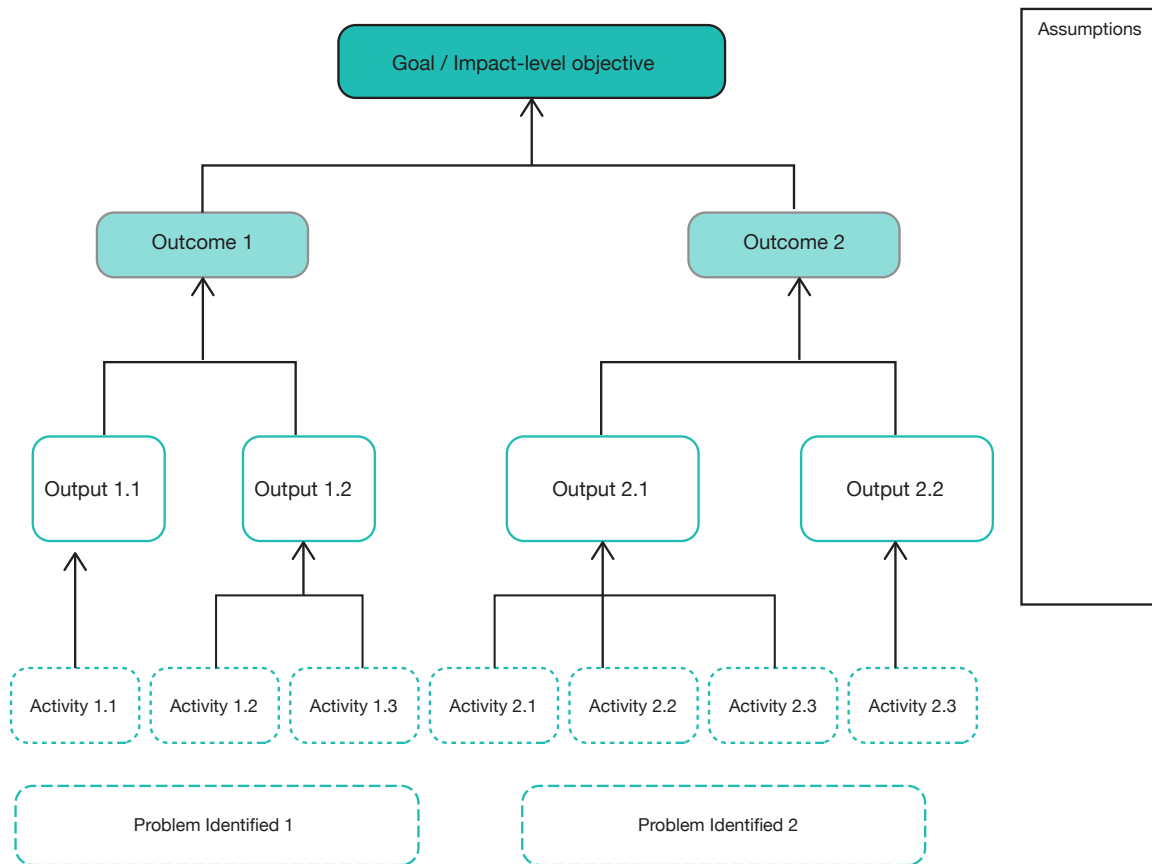 Goal / Impact-level objective
Assumptions
Outcome 1
Outcome 2
Output 1.1
Output 1.2
Output 2.1
Output 2.2
Activity 1.1
Activity 1.2
Activity 1.3
Activity 2.1
Activity 2.2
Activity 2.3
Activity 2.3
Problem Identified 1
Problem Identified 2